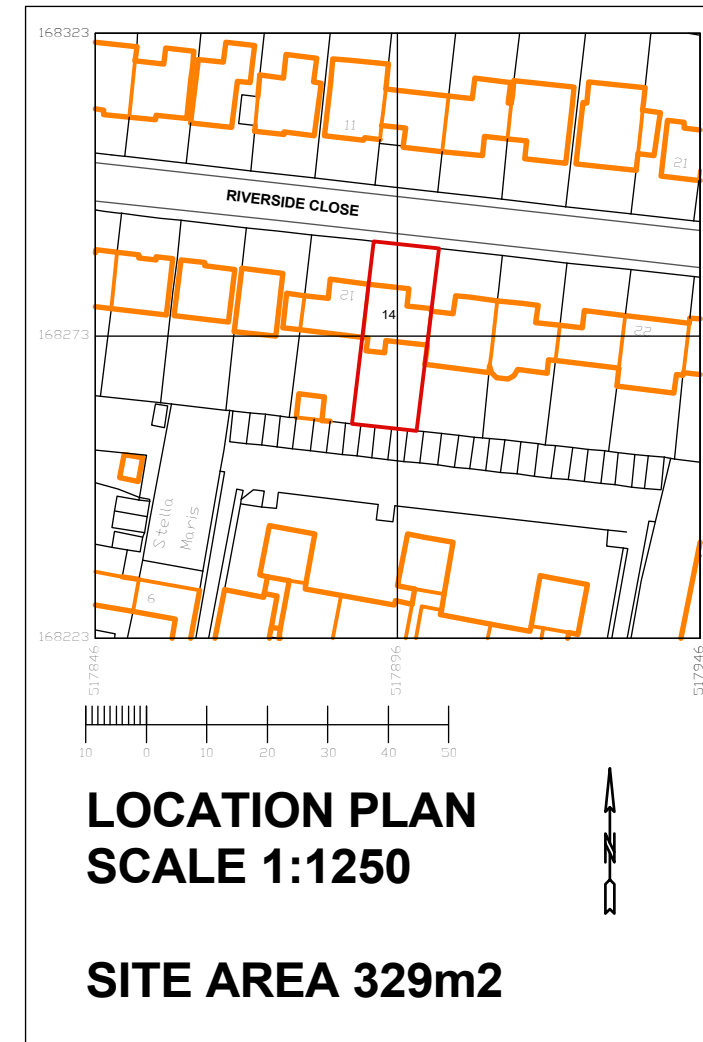 168323
11
21
RIVERSIDE CLOSE
21
14
168273
22
Stella
Maris
6
168223
517846
517896
517946
10 0 10 20 30 40 50
LOCATION PLAN
SCALE 1:1250
N
SITE AREA 329m2